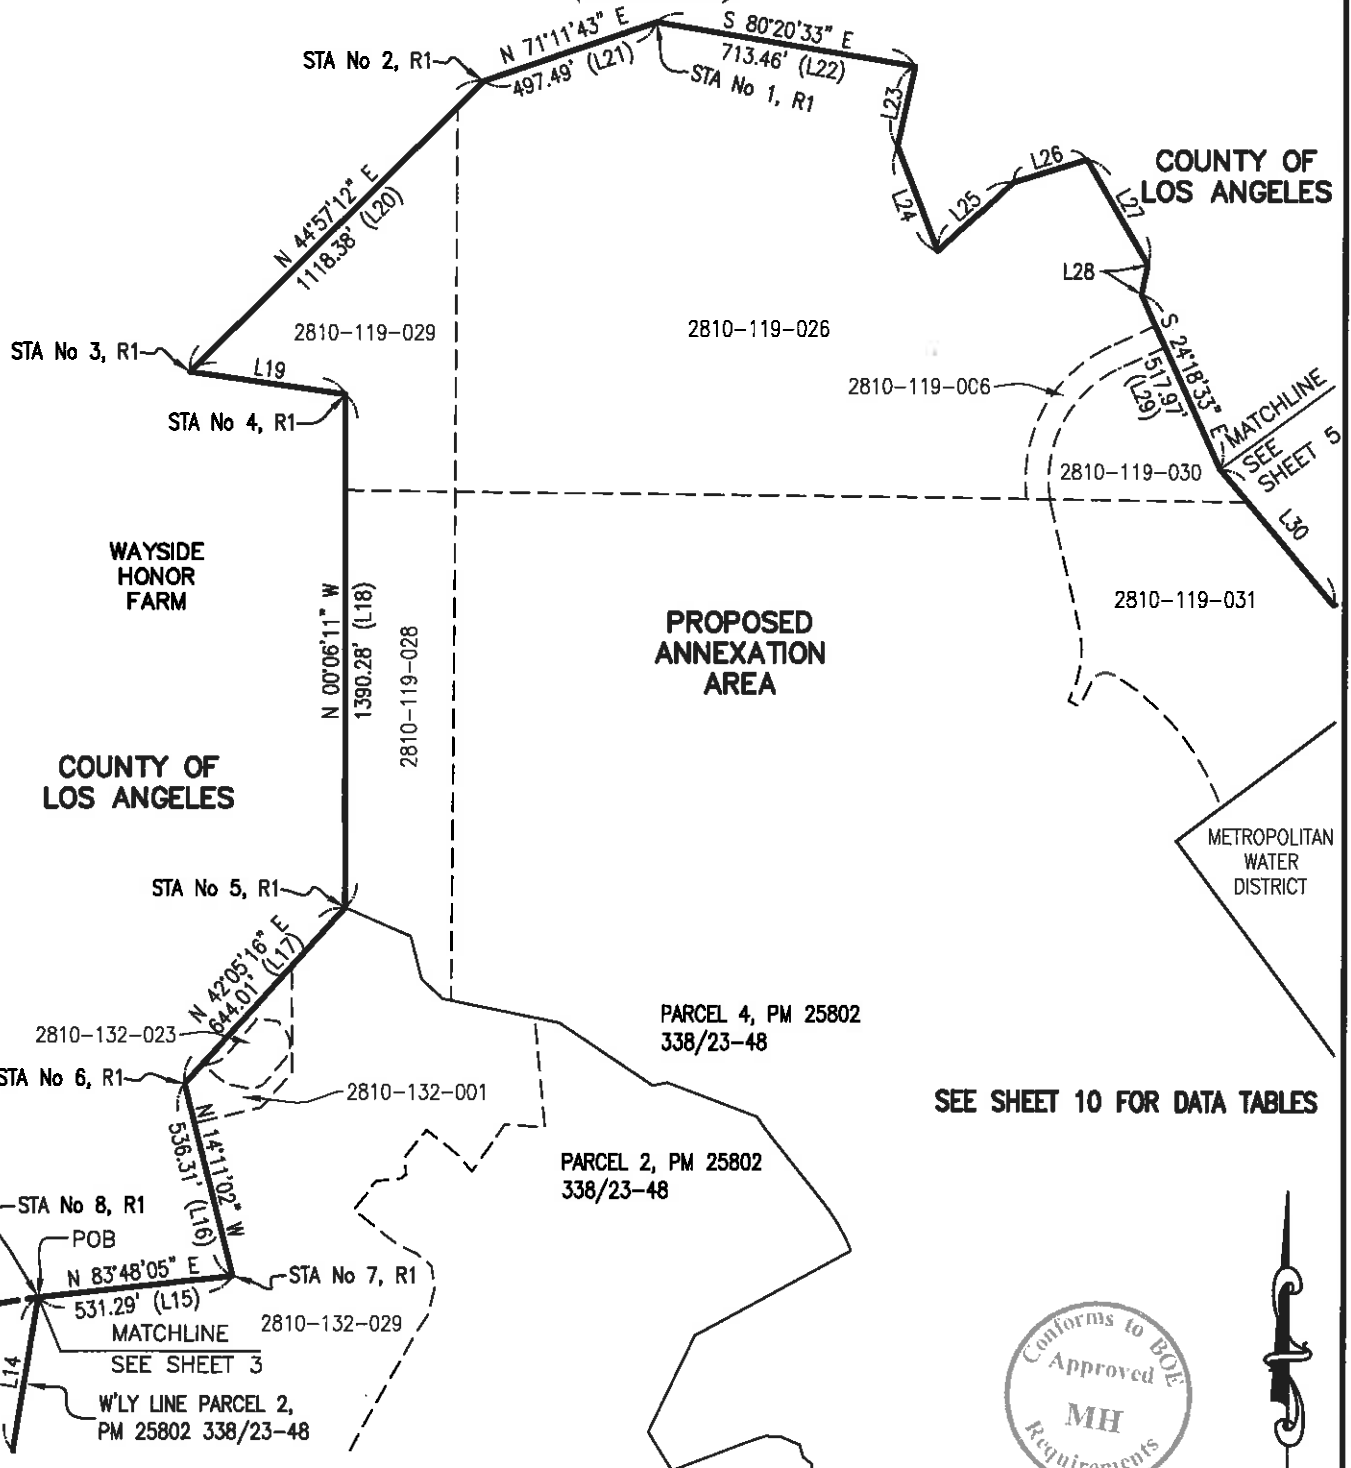 N 71°11'43" E
497.49' (L21)
S 80°20'33" E
713.46' (L22)
STA No 2, R1
STA No 1, R1
L23
L24
L25
L26
L27
COUNTY OF
LOS ANGELES
L28
N 44°57'12" E
1118.38' (L20)
2810-119-029
2810-119-026
S 24°18'33" E
517.97'
(L29)
STA No 3, R1
L19
STA No 4, R1
2810-119-006
MATCHLINE
SEE
SHEET 5
2810-119-030
L30
WAYSIDE
HONOR
FARM
N 00°06'11" W
1390.28' (L18)
2810-119-028
2810-119-031
PROPOSED
ANNEXATION
AREA
COUNTY OF
LOS ANGELES
METROPOLITAN
WATER
DISTRICT
STA No 5, R1
N 42°05'16" E
644.01' (L17)
2810-132-023
PARCEL 4, PM 25802
338/23-48
STA No 6, R1
2810-132-001
SEE SHEET 10 FOR DATA TABLES
N 14°11'02" W
536.31' (L16)
PARCEL 2, PM 25802
338/23-48
STA No 8, R1
POB
N 83°48'05" E
531.29' (L15)
STA No 7, R1
2810-132-029
MATCHLINE
SEE SHEET 3
L14
W'LY LINE PARCEL 2,
PM 25802 338/23-48
Conforms to BOE
Approved
MH
Requirements